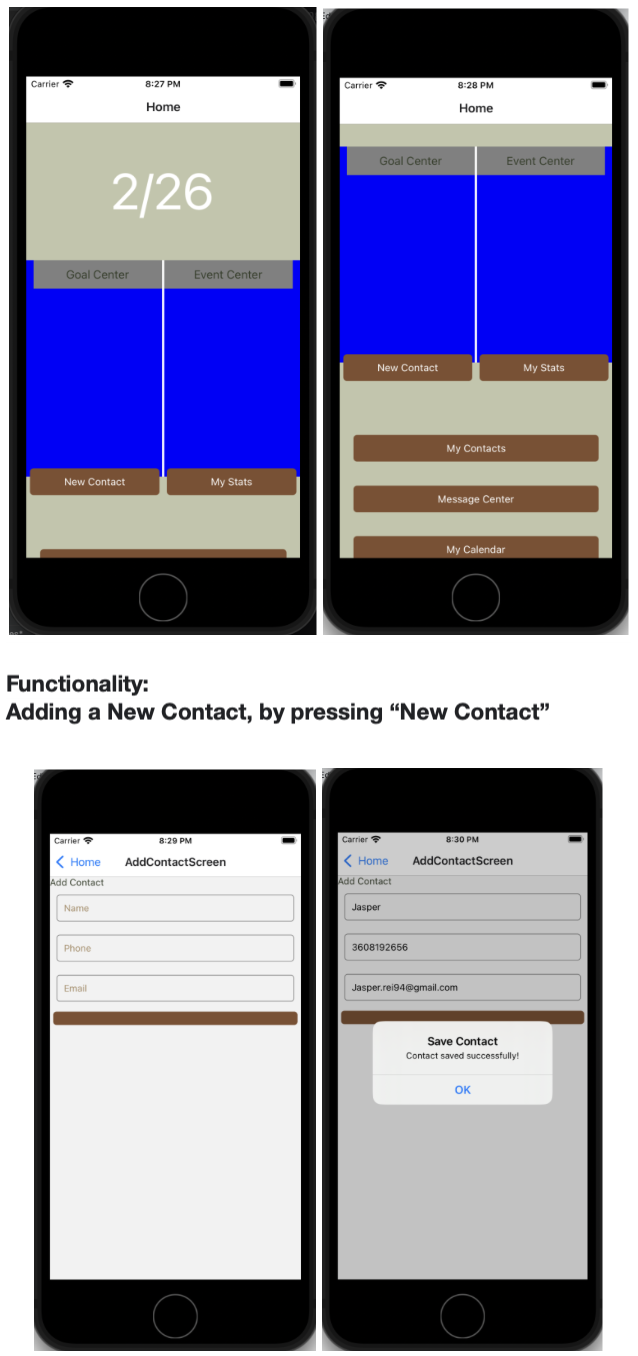 Carrier 8:27 PM
Home
2/26
Goal Center Event Center
New Contact My Stats
Carrier 8:28 PM
Home
Goal Center Event Center
New Contact My Stats
My Contacts
Message Center
My Calendar
Functionality:
Adding a New Contact, by pressing “New Contact”
Carrier 8:29 PM
Home AddContactScreen
Add Contact
Name
Phone
Email
Carrier 8:30 PM
Home AddContactScreen
Add Contact
Jasper
3608192656
Jasper.rei94@gmail.com
Save Contact
Contact saved successfully!
OK